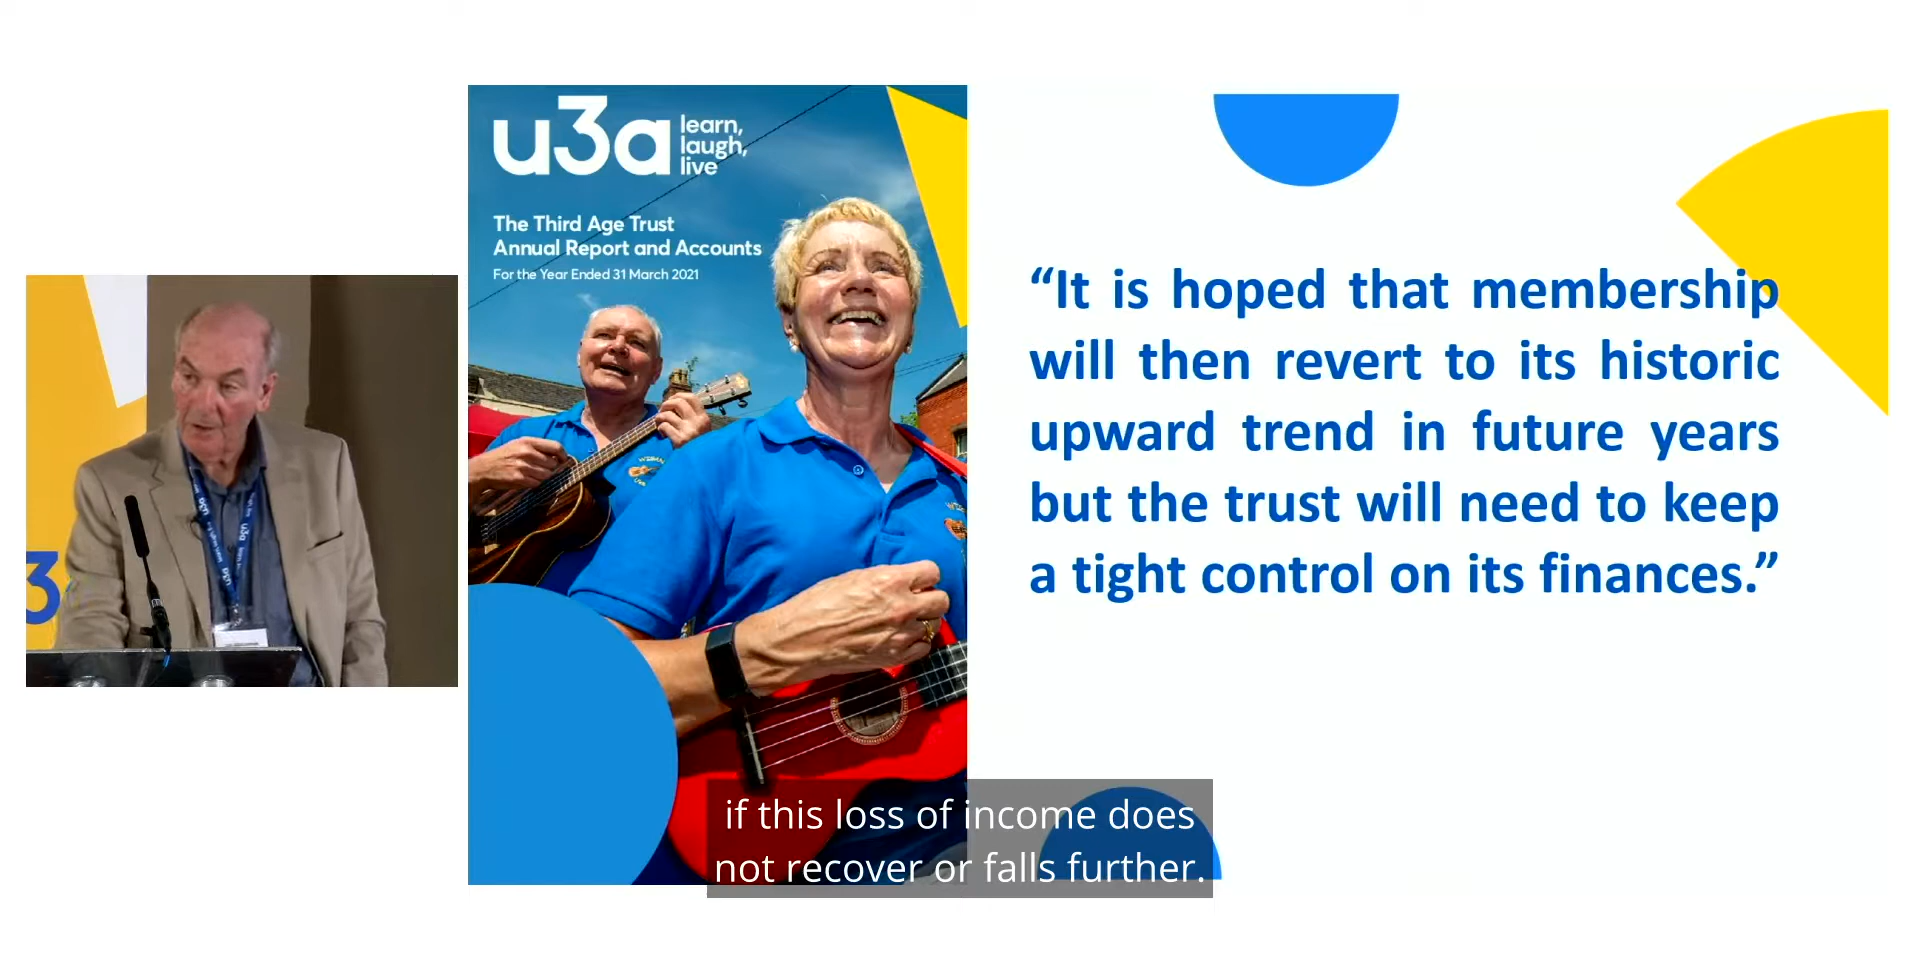 u3a
learn,
laugh,
live
The Third Age Trust
Annual Report and Accounts
For the Year Ended 31 March 2021
“It is hoped that membership
will then revert to its historic
upward trend in future years
but the trust will need to keep
a tight control on its finances.”
3
u3a
u3a
if this loss of income does
not recover or falls further.